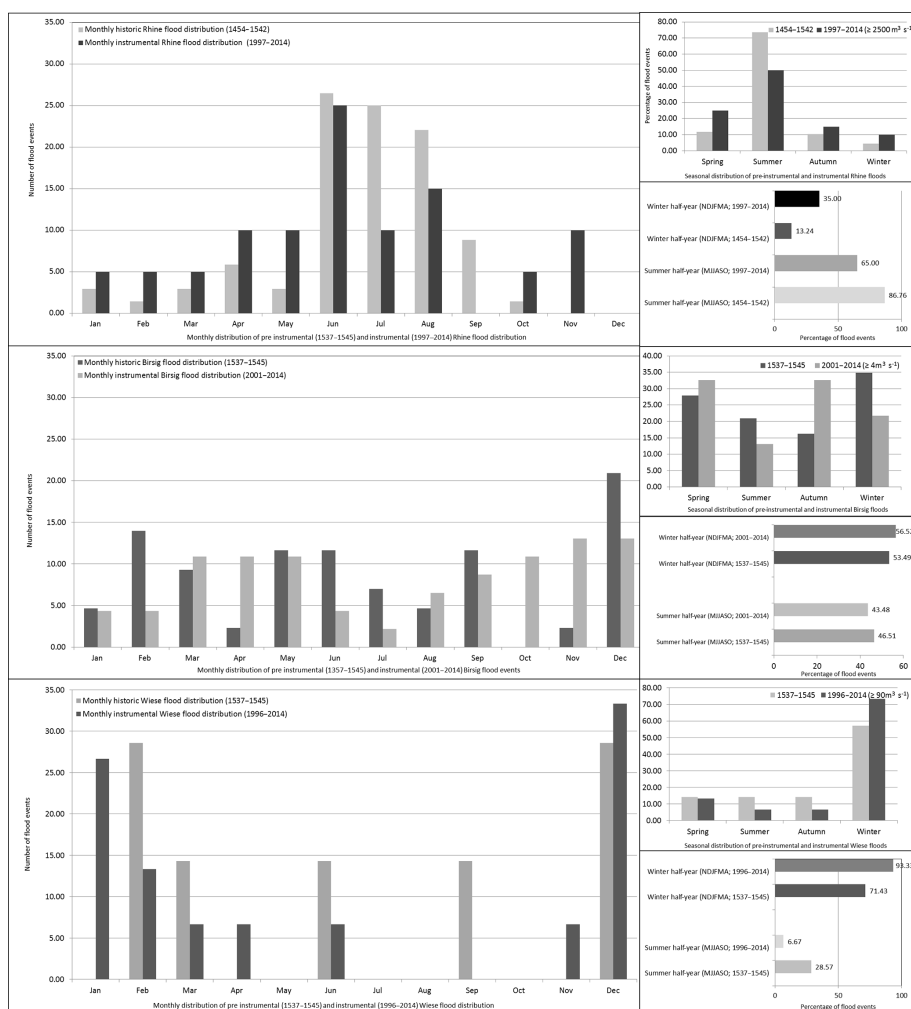 35.00
30.00
25.00
20.00
15.00
10.00
5.00
0.00
Number of flood events
Monthly historic Rhine flood distribution (1454–1542)
Monthly instrumental Rhine flood distribution (1997–2014)
Jan Feb Mar Apr May Jun Jul Aug Sep Oct Nov Dec
Monthly distribution of pre instrumental (1537–1545) and instrumental (1997–2014) Rhine flood distribution
80.00
70.00
60.00
50.00
40.00
30.00
20.00
10.00
0.00
Percentage of flood events
1454–1542 1997–2014 (≥ 2500 m³ s⁻¹)
Spring Summer Autumn Winter
Seasonal distribution of pre-instrumental and instrumental Rhine floods
Winter half-year (NDJFMA; 1997–2014) 35.00
Winter half-year (NDJFMA; 1454–1542) 13.24
Summer half-year (MJJASO; 1997–2014) 65.00
Summer half-year (MJJASO; 1454–1542) 86.76
0 50 100
Percentage of flood events
35.00
30.00
25.00
20.00
15.00
10.00
5.00
0.00
Number of flood events
Monthly historic Birsig flood distribution (1537–1545)
Monthly instrumental Birsig flood distribution (2001–2014)
Jan Feb Mar Apr May Jun Jul Aug Sep Oct Nov Dec
Monthly distribution of pre instrumental (1357–1545) and instrumental (2001–2014) Birsig flood events
40.00
35.00
30.00
25.00
20.00
15.00
10.00
5.00
0.00
1537–1545 2001–2014 (≥ 4m³ s⁻¹)
Spring Summer Autumn Winter
Seasonal distribution of pre-instrumental and instrumental Birsig floods
Winter half-year (NDJFMA; 2001–2014) 56.52
Winter half-year (NDJFMA; 1537–1545) 53.49
Summer half-year (MJJASO; 2001–2014) 43.48
Summer half-year (MJJASO; 1537–1545) 46.51
0 20 40 60
Percentage of flood events
35.00
30.00
25.00
20.00
15.00
10.00
5.00
0.00
Number of flood events
Monthly historic Wiese flood distribution (1537–1545)
Monthly instrumental Wiese flood distribution (1996–2014)
Jan Feb Mar Apr May Jun Jul Aug Sep Oct Nov Dec
Monthly distribution of pre instrumental (1537–1545) and instrumental (1996–2014) Wiese flood distribution
80.00
70.00
60.00
50.00
40.00
30.00
20.00
10.00
0.00
1537–1545 1996–2014 (≥ 90m³ s⁻¹)
Spring Summer Autumn Winter
Seasonal distribution of pre-instrumental and instrumental Wiese floods
Winter half-year (NDJFMA; 1996–2014) 93.33
Winter half-year (NDJFMA; 1537–1545) 71.43
Summer half-year (MJJASO; 1996–2014) 6.67
Summer half-year (MJJASO; 1537–1545) 28.57
0 50 100
Percentage of flood events